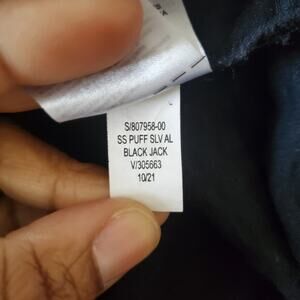 S/807958-00
SS PUFF SLV AL
BLACK JACK
V/305663
10/21